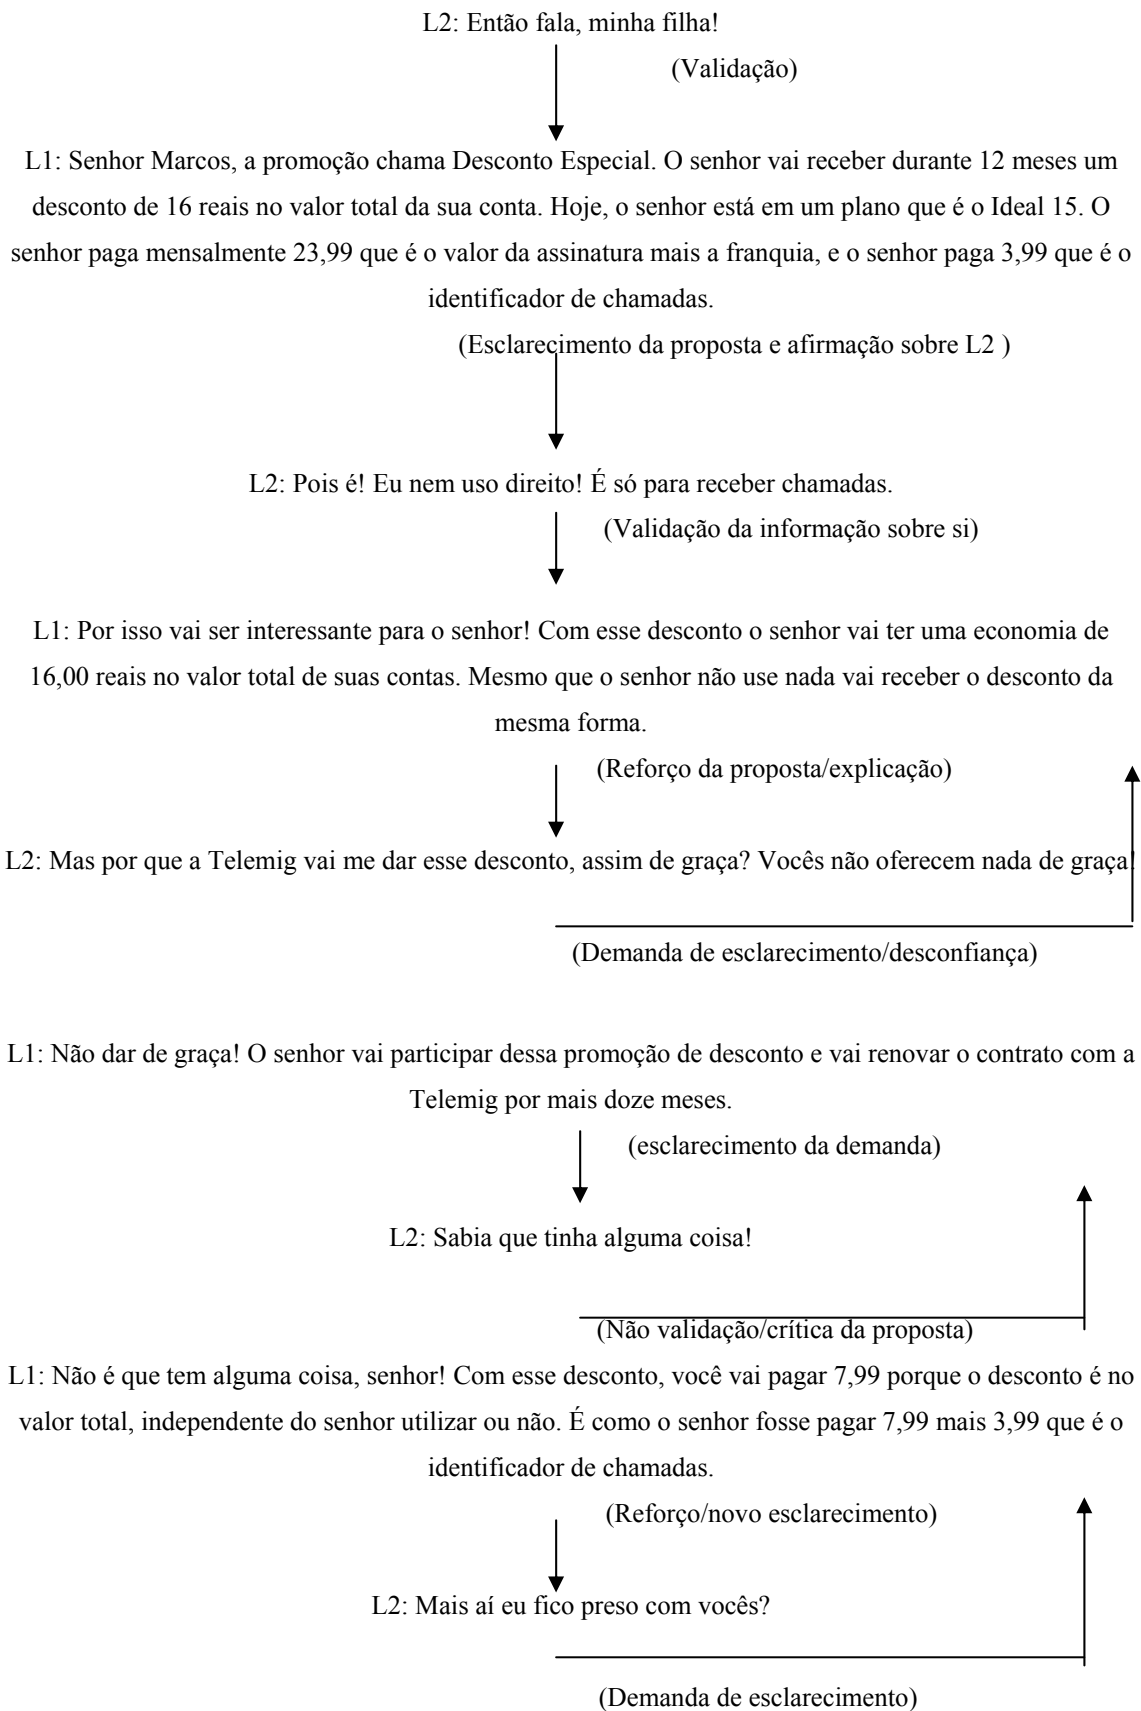 L2: Então fala, minha filha!
(Validação)
L1: Senhor Marcos, a promoção chama Desconto Especial. O senhor vai receber durante 12 meses um
desconto de 16 reais no valor total da sua conta. Hoje, o senhor está em um plano que é o Ideal 15. O
senhor paga mensalmente 23,99 que é o valor da assinatura mais a franquia, e o senhor paga 3,99 que é o
identificador de chamadas.
(Esclarecimento da proposta e afirmação sobre L2 )
L2: Pois é! Eu nem uso direito! É só para receber chamadas.
(Validação da informação sobre si)
L1: Por isso vai ser interessante para o senhor! Com esse desconto o senhor vai ter uma economia de
16,00 reais no valor total de suas contas. Mesmo que o senhor não use nada vai receber o desconto da
mesma forma.
(Reforço da proposta/explicação)
L2: Mas por que a Telemig vai me dar esse desconto, assim de graça? Vocês não oferecem nada de graça!
(Demanda de esclarecimento/desconfiança)
L1: Não dar de graça! O senhor vai participar dessa promoção de desconto e vai renovar o contrato com a
Telemig por mais doze meses.
(esclarecimento da demanda)
L2: Sabia que tinha alguma coisa!
(Não validação/crítica da proposta)
L1: Não é que tem alguma coisa, senhor! Com esse desconto, você vai pagar 7,99 porque o desconto é no
valor total, independente do senhor utilizar ou não. É como o senhor fosse pagar 7,99 mais 3,99 que é o
identificador de chamadas.
(Reforço/novo esclarecimento)
L2: Mais aí eu fico preso com vocês?
(Demanda de esclarecimento)